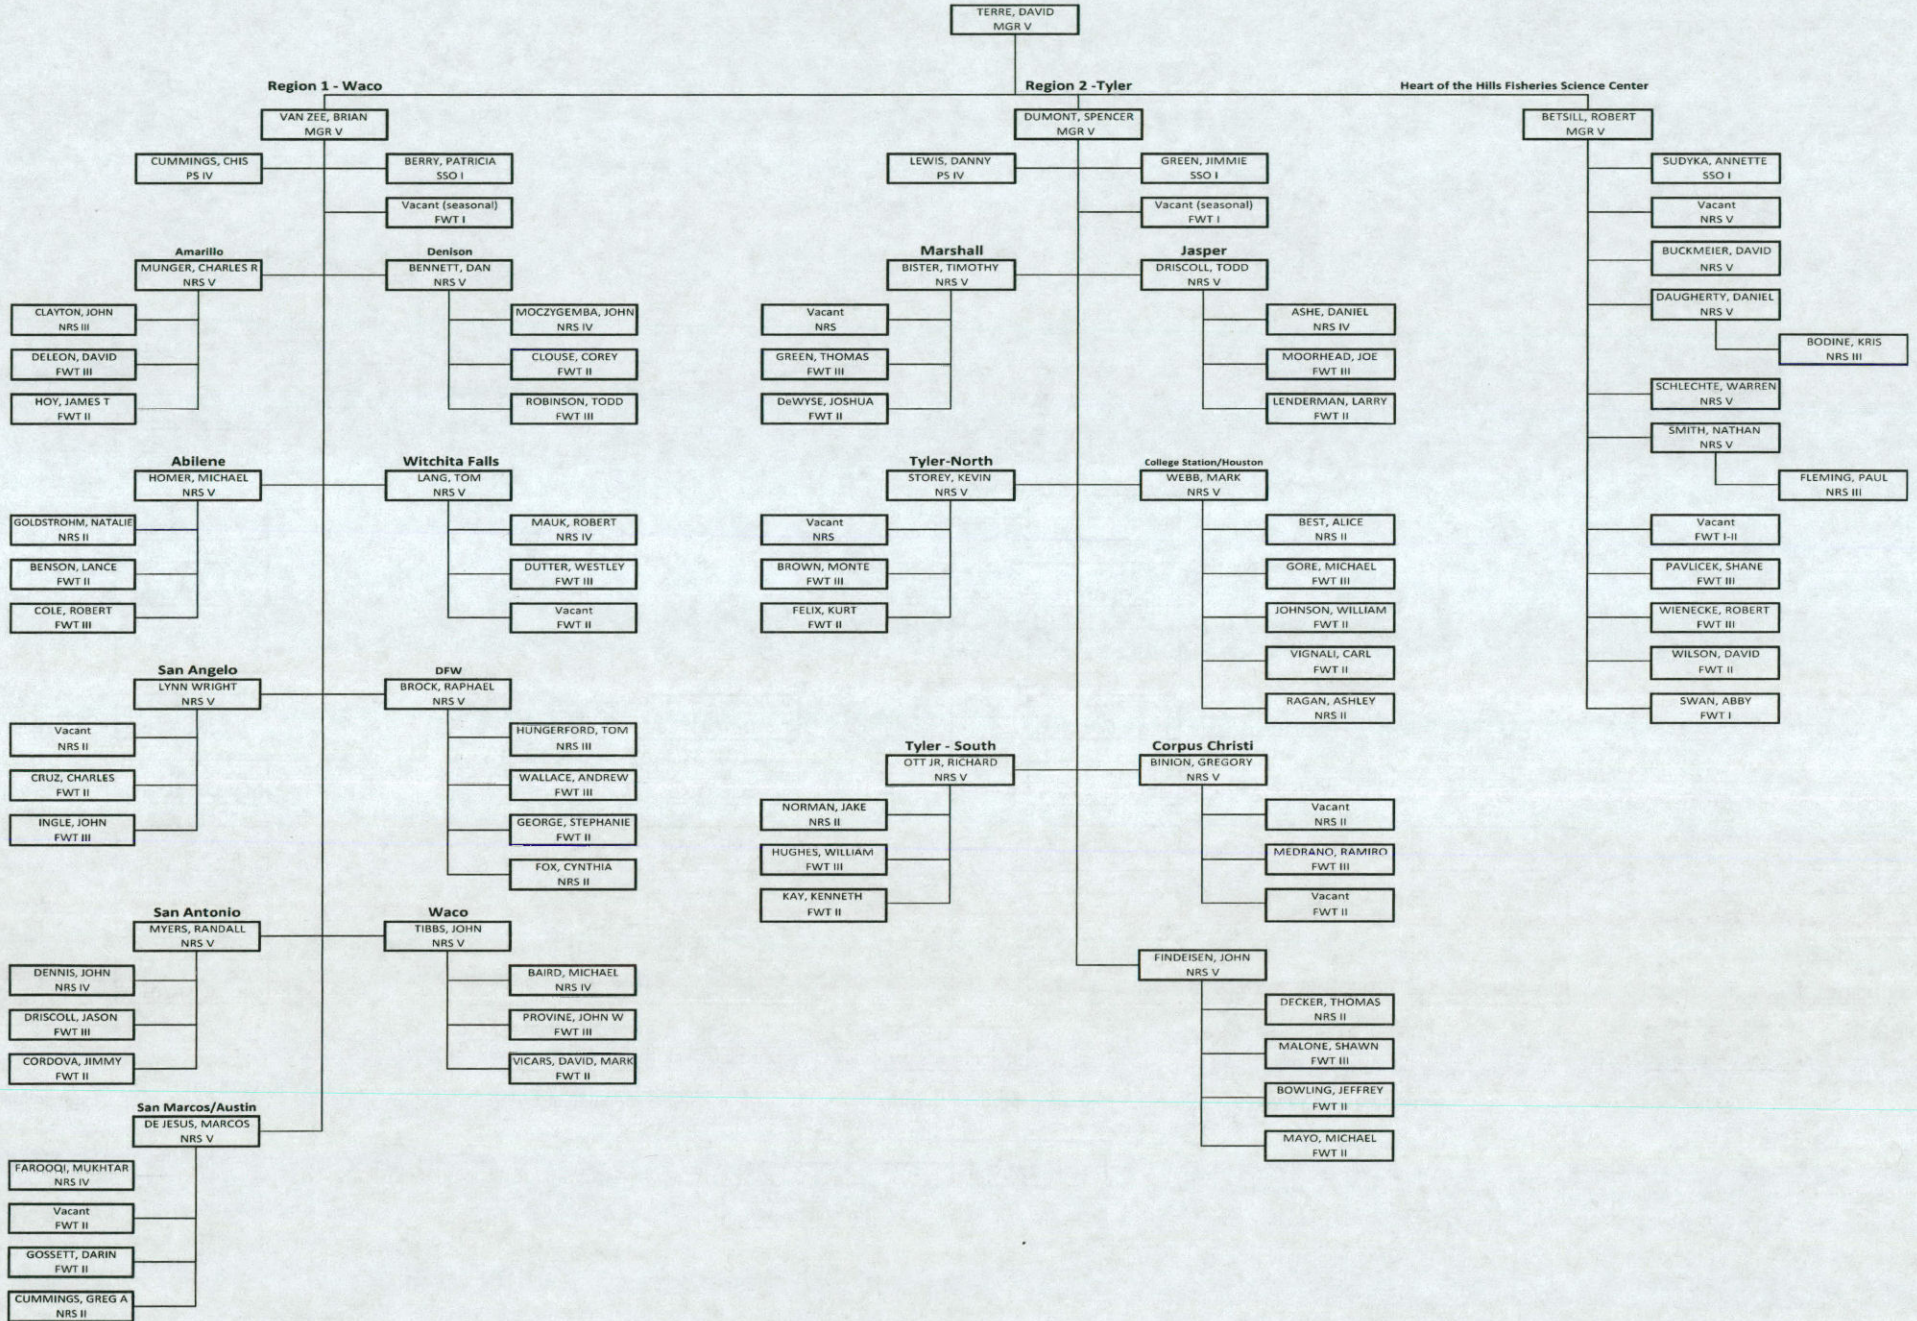 TERRE, DAVID
MGR V
Region 1 - Waco
VAN ZEE, BRIAN
MGR V
CUMMINGS, CHIS
PS IV
BERRY, PATRICIA
SSO I
Vacant (seasonal)
FWT I
Amarillo
MUNGER, CHARLES R
NRS V
CLAYTON, JOHN
NRS III
DELEON, DAVID
FWT III
HOY, JAMES T
FWT II
Denison
BENNETT, DAN
NRS V
MOCZYGEMBA, JOHN
NRS IV
CLOUSE, COREY
FWT II
ROBINSON, TODD
FWT III
Abilene
HOMER, MICHAEL
NRS V
GOLDSTROHM, NATALIE
NRS II
BENSON, LANCE
FWT II
COLE, ROBERT
FWT III
Witchita Falls
LANG, TOM
NRS V
MAUK, ROBERT
NRS IV
DUTTER, WESTLEY
FWT III
Vacant
FWT II
San Angelo
LYNN WRIGHT
NRS V
Vacant
NRS II
CRUZ, CHARLES
FWT II
INGLE, JOHN
FWT III
DFW
BROCK, RAPHAEL
NRS V
HUNGERFORD, TOM
NRS III
WALLACE, ANDREW
FWT III
GEORGE, STEPHANIE
FWT II
FOX, CYNTHIA
NRS II
San Antonio
MYERS, RANDALL
NRS V
DENNIS, JOHN
NRS IV
DRISCOLL, JASON
FWT III
CORDOVA, JIMMY
FWT II
Waco
TIBBS, JOHN
NRS V
BAIRD, MICHAEL
NRS IV
PROVINE, JOHN W
FWT III
VICARS, DAVID, MARK
FWT II
San Marcos/Austin
DE JESUS, MARCOS
NRS V
FAROOQI, MUKHTAR
NRS IV
Vacant
FWT II
GOSSETT, DARIN
FWT II
CUMMINGS, GREG A
NRS II
Region 2 -Tyler
DUMONT, SPENCER
MGR V
LEWIS, DANNY
PS IV
GREEN, JIMMIE
SSO I
Vacant (seasonal)
FWT I
Marshall
BISTER, TIMOTHY
NRS V
Vacant
NRS
GREEN, THOMAS
FWT III
DeWYSE, JOSHUA
FWT II
Jasper
DRISCOLL, TODD
NRS V
ASHE, DANIEL
NRS IV
MOORHEAD, JOE
FWT III
LENDERMAN, LARRY
FWT II
Tyler-North
STOREY, KEVIN
NRS V
Vacant
NRS
BROWN, MONTE
FWT III
FELIX, KURT
FWT II
College Station/Houston
WEBB, MARK
NRS V
BEST, ALICE
NRS II
GORE, MICHAEL
FWT III
JOHNSON, WILLIAM
FWT II
VIGNALI, CARL
FWT II
RAGAN, ASHLEY
NRS II
Tyler - South
OTT JR, RICHARD
NRS V
NORMAN, JAKE
NRS II
HUGHES, WILLIAM
FWT III
KAY, KENNETH
FWT II
Corpus Christi
BINION, GREGORY
NRS V
Vacant
NRS II
MEDRANO, RAMIRO
FWT III
Vacant
FWT II
FINDEISEN, JOHN
NRS V
DECKER, THOMAS
NRS II
MALONE, SHAWN
FWT III
BOWLING, JEFFREY
FWT II
MAYO, MICHAEL
FWT II
Heart of the Hills Fisheries Science Center
BETSILL, ROBERT
MGR V
SUDYKA, ANNETTE
SSO I
Vacant
NRS V
BUCKMEIER, DAVID
NRS V
DAUGHERTY, DANIEL
NRS V
BODINE, KRIS
NRS III
SCHLECHTE, WARREN
NRS V
SMITH, NATHAN
NRS V
FLEMING, PAUL
NRS III
Vacant
FWT I-II
PAVLICEK, SHANE
FWT III
WIENECKE, ROBERT
FWT III
WILSON, DAVID
FWT II
SWAN, ABBY
FWT I